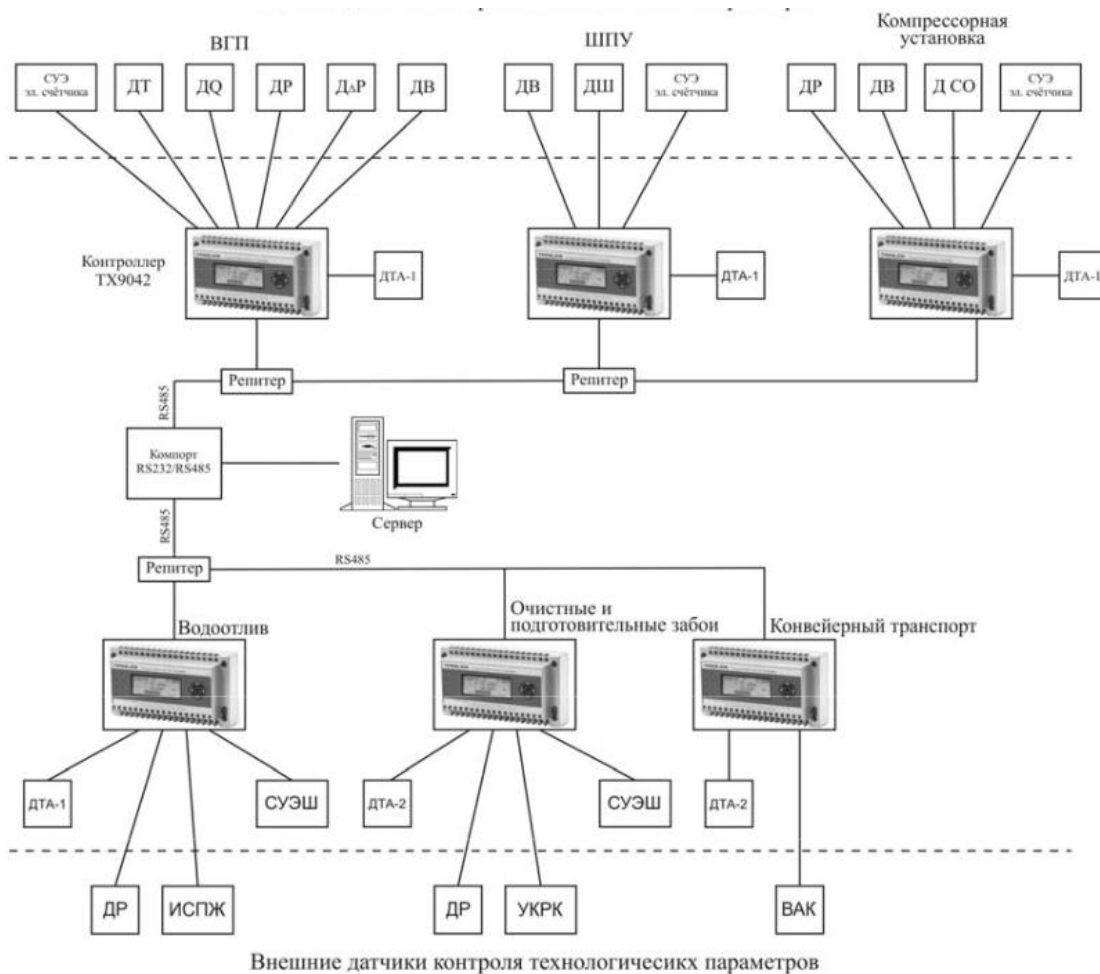 ВГП
ШПУ
Компрессорная
установка
СУЭ
эл. счётчика
ДТ
ДQ
ДР
Д∆Р
ДВ
ДВ
ДШ
СУЭ
эл. счётчика
ДР
ДВ
Д СО
СУЭ
эл. счётчика
Контроллер
TX9042
ДТА-1
ДТА-1
ДТА-1
Репитер
Репитер
RS485
Компорт
RS232/RS485
Сервер
RS485
Репитер
RS485
Водоотлив
Очистные и
подготовительные забои
Конвейерный транспорт
ДТА-1
СУЭШ
ДТА-2
СУЭШ
ДТА-2
ДР
ИСПЖ
ДР
УКРК
ВАК
Внешние датчики контроля технологичесикх параметров